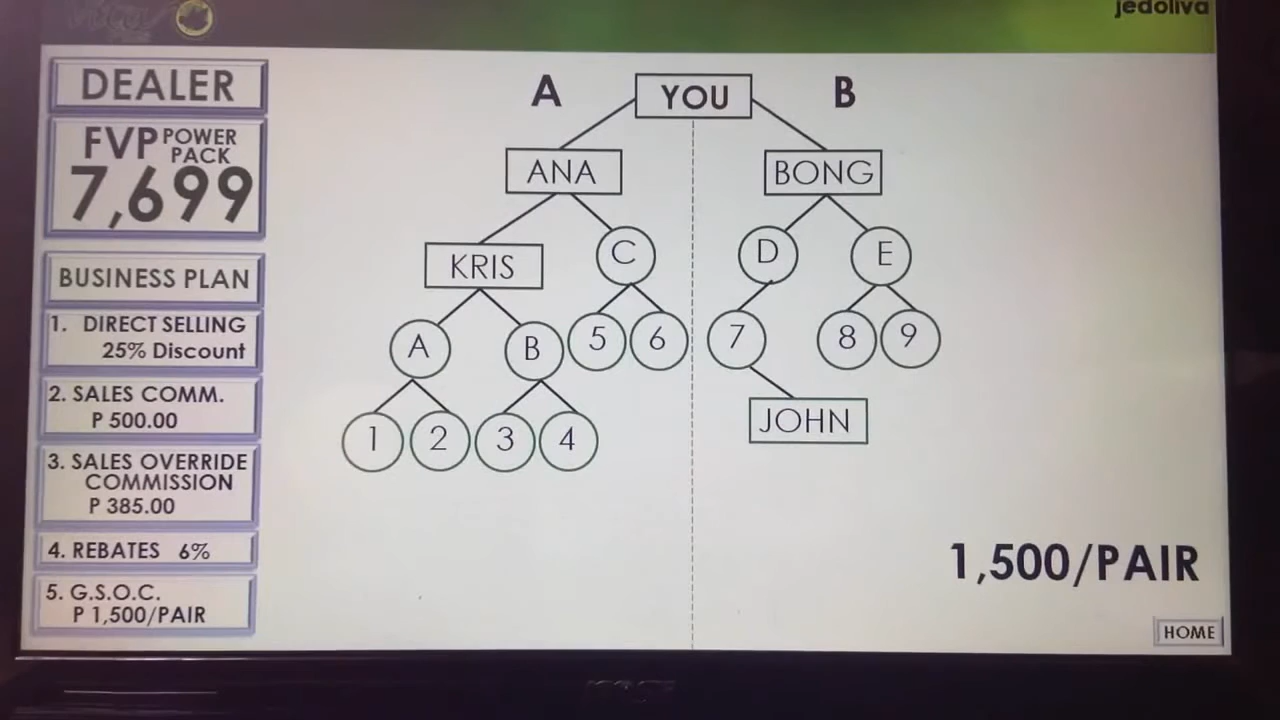 jedoliva
DEALER
FVP POWER
PACK
7,699
BUSINESS PLAN
1. DIRECT SELLING
25% Discount
2. SALES COMM.
P 500.00
3. SALES OVERRIDE
COMMISSION
P 385.00
4. REBATES 6%
5. G.S.O.C.
P 1,500/PAIR
A YOU B
ANA BONG
KRIS C D E
A B 5 6 7 8 9
1 2 3 4 JOHN
1,500/PAIR
HOME